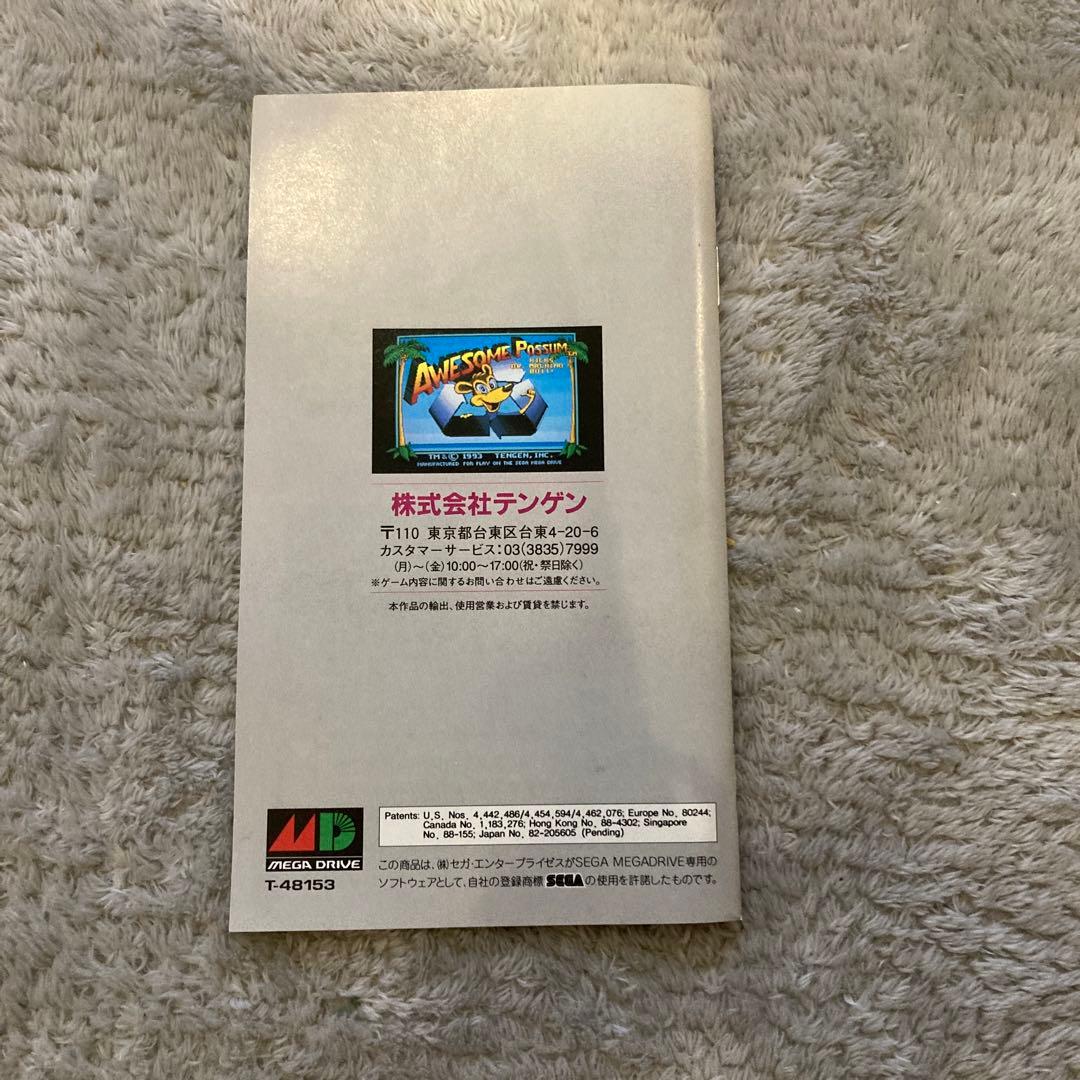 AWESOME POSSUM TM
KICKS
DR. MACHINO'S
BUTT
TM & © 1993 TENGEN, INC.
MANUFACTURED FOR PLAY ON THE SEGA MEGA DRIVE
株式会社テンゲン
〒110 東京都台東区台東4-20-6
カスタマーサービス:03(3835)7999
(月)～(金)10:00～17:00(祝・祭日除く)
※ゲーム内容に関するお問い合わせはご遠慮ください。
本作品の輸出、使用営業および賃貸を禁じます。
MEGA DRIVE
T-48153
Patents: U.S. Nos. 4,442,486/4,454,594/4,462,076; Europe No. 80244;
Canada No. 1,183,276; Hong Kong No. 88-4302; Singapore
No. 88-155; Japan No. 82-205605 (Pending)
この商品は、(株)セガ・エンタープライゼスがSEGA MEGADRIVE専用の
ソフトウェアとして、自社の登録商標 SEGA の使用を許諾したものです。